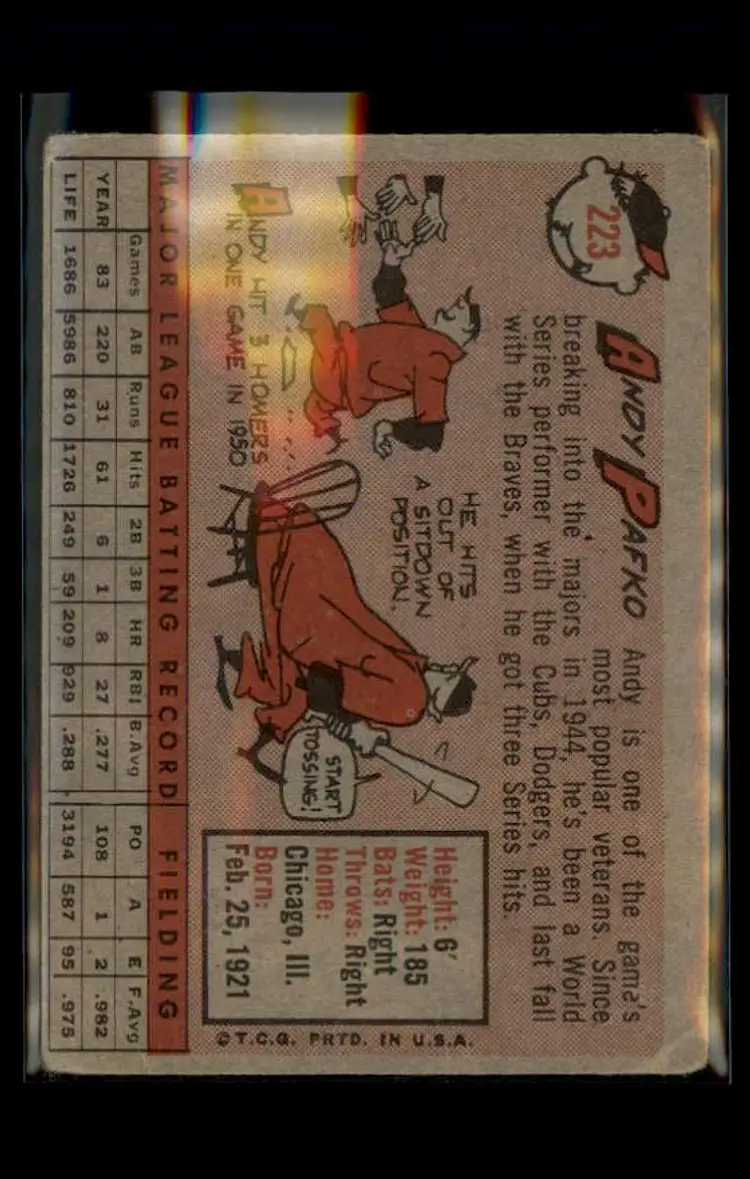 223
ANDY PAFKO
Andy is one of the game's
most popular veterans. Since
breaking into the majors in 1944, he's been a World
Series performer with the Cubs, Dodgers, and last fall
with the Braves, when he got three Series hits.
HE HITS
OUT OF
A SITDOWN
POSITION.
ANDY HIT 3 HOMERS
IN ONE GAME IN 1950
START
TOSSING!
Height: 6'
Weight: 185
Bats: Right
Throws: Right
Home:
Chicago, Ill.
Born:
Feb. 25, 1921
©T.C.G. PRTD. IN U.S.A.
MAJOR LEAGUE BATTING RECORD FIELDING
Games AB Runs Hits 2B 3B HR RBI B.Avg PO A E F.Avg
YEAR 83 220 31 61 6 1 8 27 .277 108 1 2 .982
LIFE 1686 5986 810 1726 249 59 209 929 .288 3194 587 95 .975